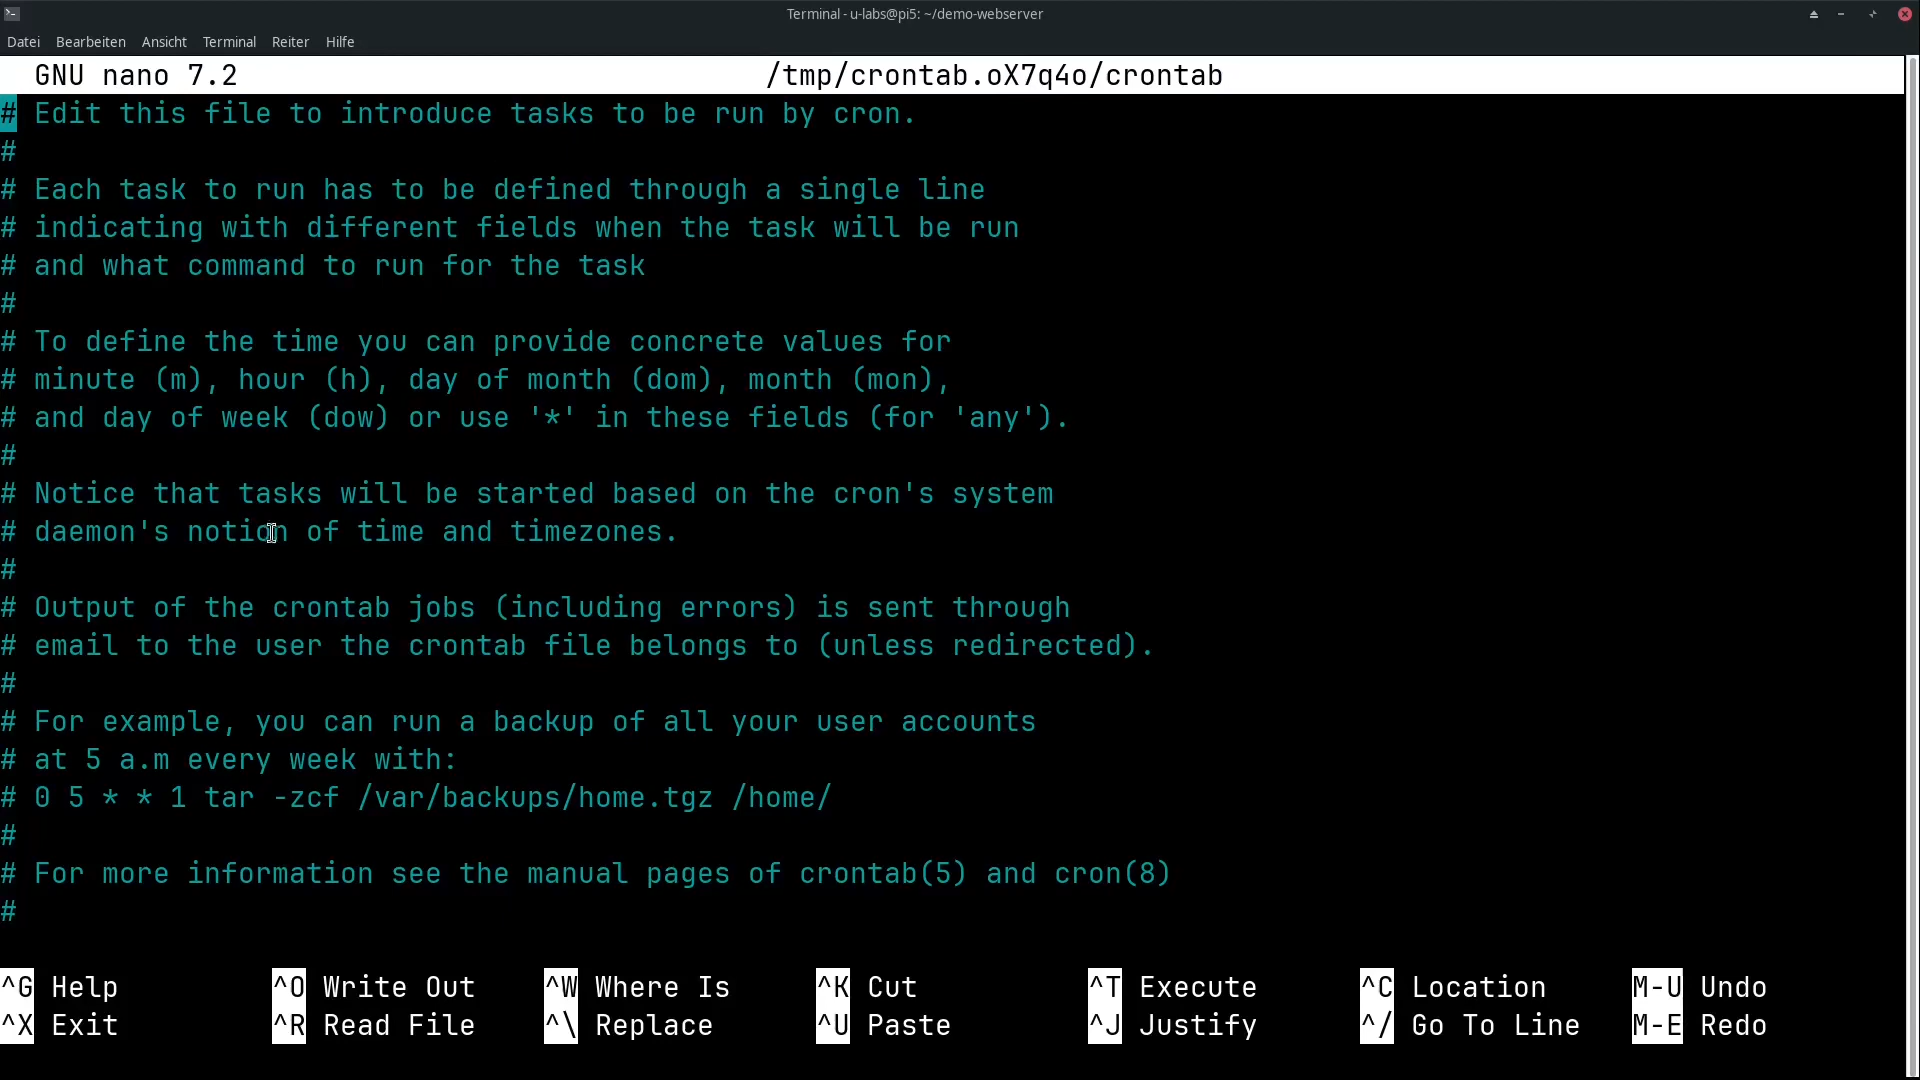 Terminal - u-labs@pi5: ~/demo-webserver
Datei Bearbeiten Ansicht Terminal Reiter Hilfe
GNU nano 7.2 /tmp/crontab.oX7q4o/crontab
# Edit this file to introduce tasks to be run by cron.
#
# Each task to run has to be defined through a single line
# indicating with different fields when the task will be run
# and what command to run for the task
#
# To define the time you can provide concrete values for
# minute (m), hour (h), day of month (dom), month (mon),
# and day of week (dow) or use '*' in these fields (for 'any').
#
# Notice that tasks will be started based on the cron's system
# daemon's notion of time and timezones.
#
# Output of the crontab jobs (including errors) is sent through
# email to the user the crontab file belongs to (unless redirected).
#
# For example, you can run a backup of all your user accounts
# at 5 a.m every week with:
# 0 5 * * 1 tar -zcf /var/backups/home.tgz /home/
#
# For more information see the manual pages of crontab(5) and cron(8)
#
^G Help ^O Write Out ^W Where Is ^K Cut ^T Execute ^C Location M-U Undo
^X Exit ^R Read File ^\ Replace ^U Paste ^J Justify ^/ Go To Line M-E Redo